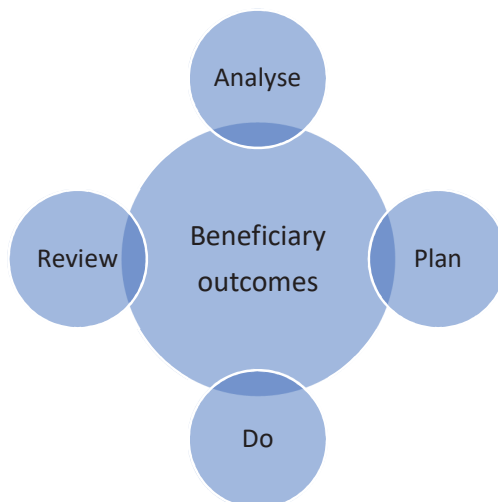 Analyse
Beneficiary
outcomes
Review
Plan
Do